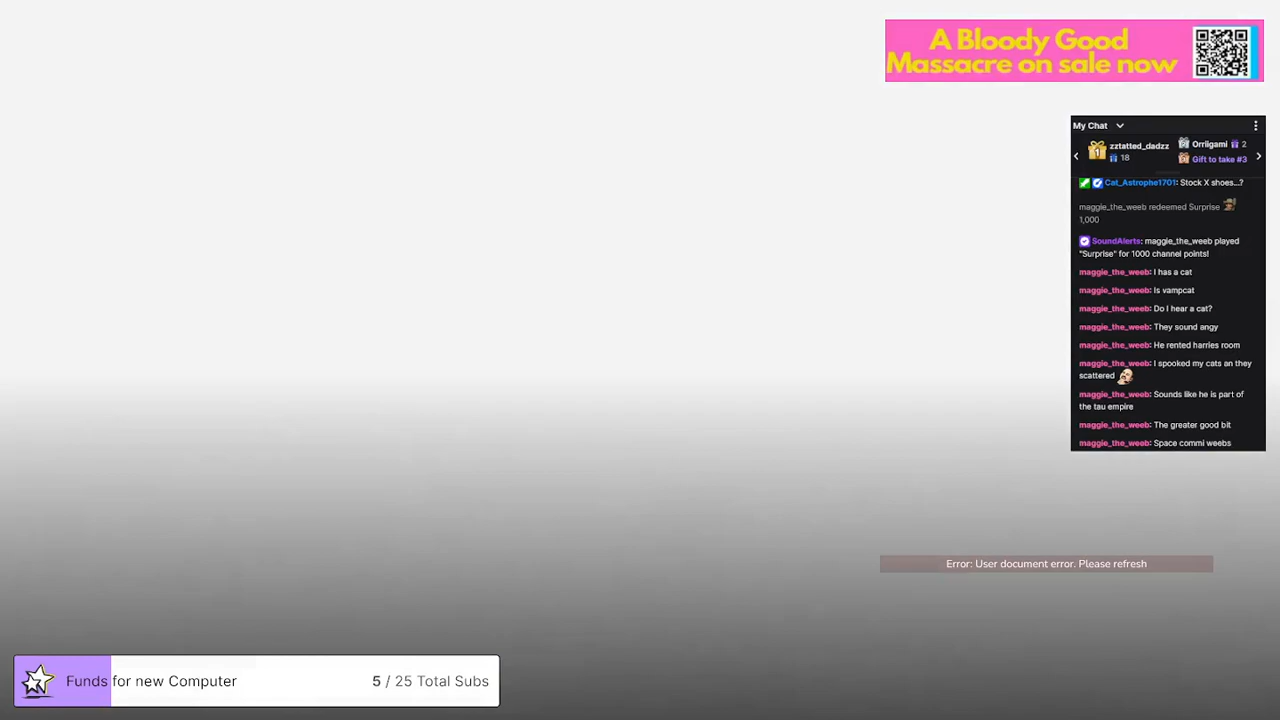 A Bloody Good
Massacre on sale now
My Chat
zztatted_dadzz
18
Orriigami 2
Gift to take #3
1
Cat_Astrophe1701: Stock X shoes...?
maggie_the_weeb redeemed Surprise
1,000
SoundAlerts: maggie_the_weeb played
"Surprise" for 1000 channel points!
maggie_the_weeb: I has a cat
maggie_the_weeb: Is vampcat
maggie_the_weeb: Do I hear a cat?
maggie_the_weeb: They sound angy
maggie_the_weeb: He rented harries room
maggie_the_weeb: I spooked my cats an they
scattered
maggie_the_weeb: Sounds like he is part of
the tau empire
maggie_the_weeb: The greater good bit
maggie_the_weeb: Space commi weebs
Error: User document error. Please refresh
Funds for new Computer
5 / 25 Total Subs